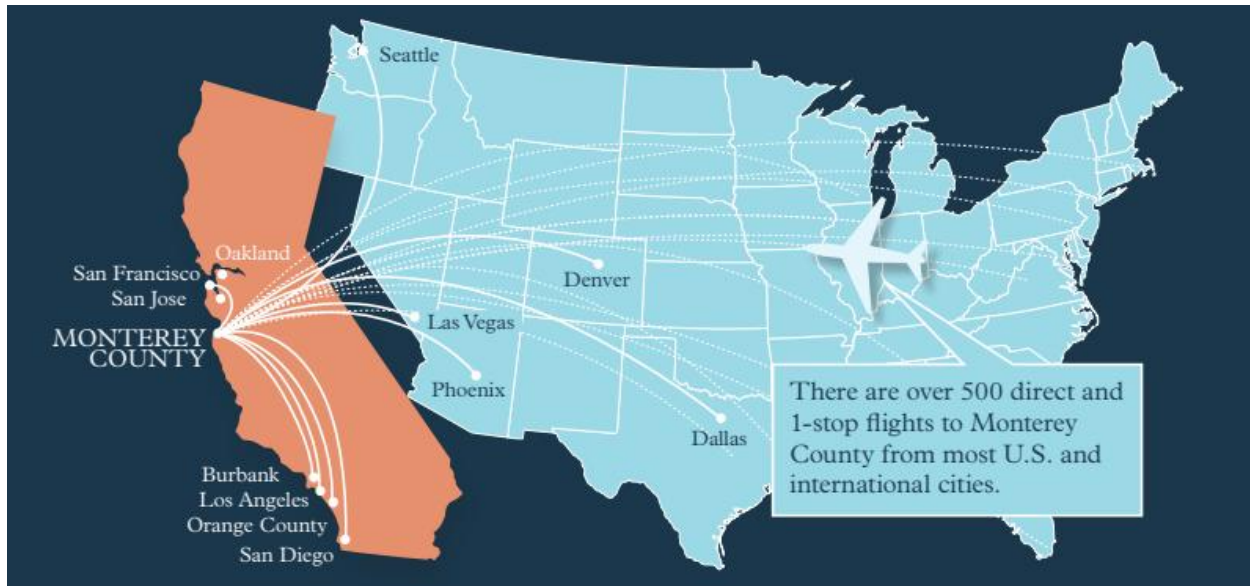 Seattle
Oakland
San Francisco
San Jose
MONTEREY
COUNTY
Denver
Las Vegas
Phoenix
Dallas
Burbank
Los Angeles
Orange County
San Diego
There are over 500 direct and
1-stop flights to Monterey
County from most U.S. and
international cities.